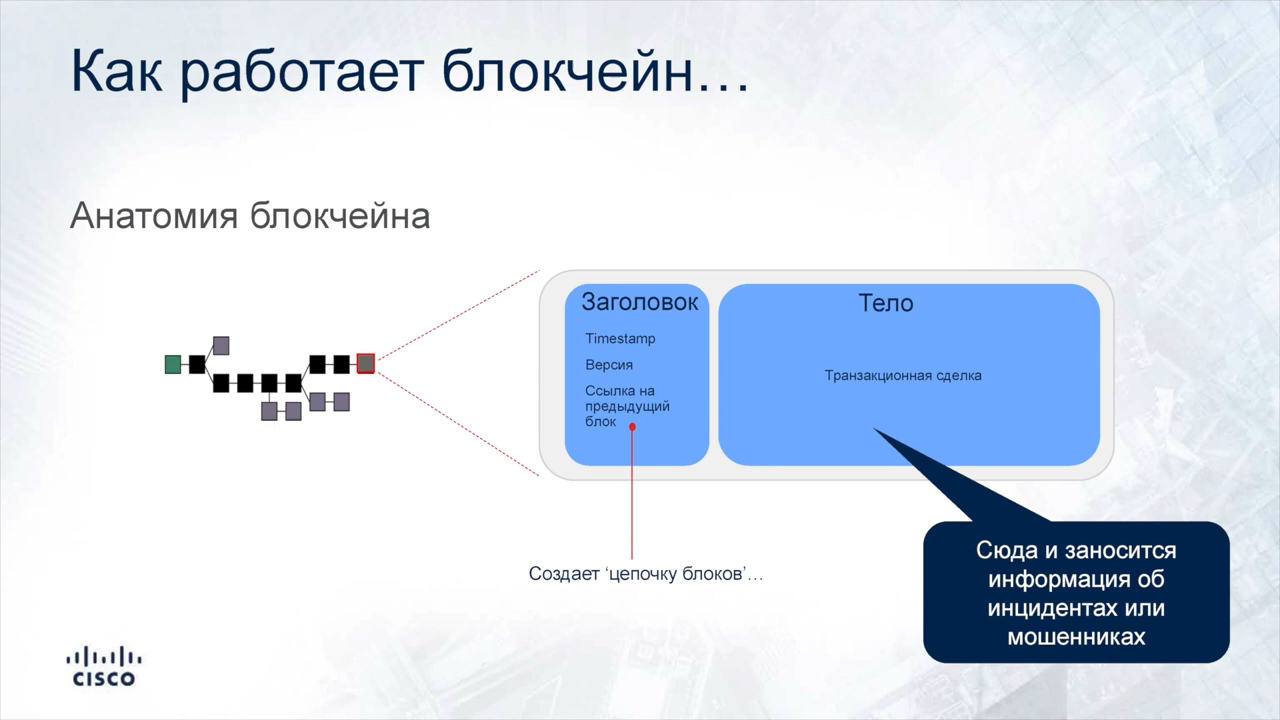 Как работает блокчейн…
Анатомия блокчейна
Заголовок
Timestamp
Версия
Ссылка на
предыдущий
блок
Тело
Транзакционная сделка
Создает ‘цепочку блоков’…
Сюда и заносится
информация об
инцидентах или
мошенниках
CISCO